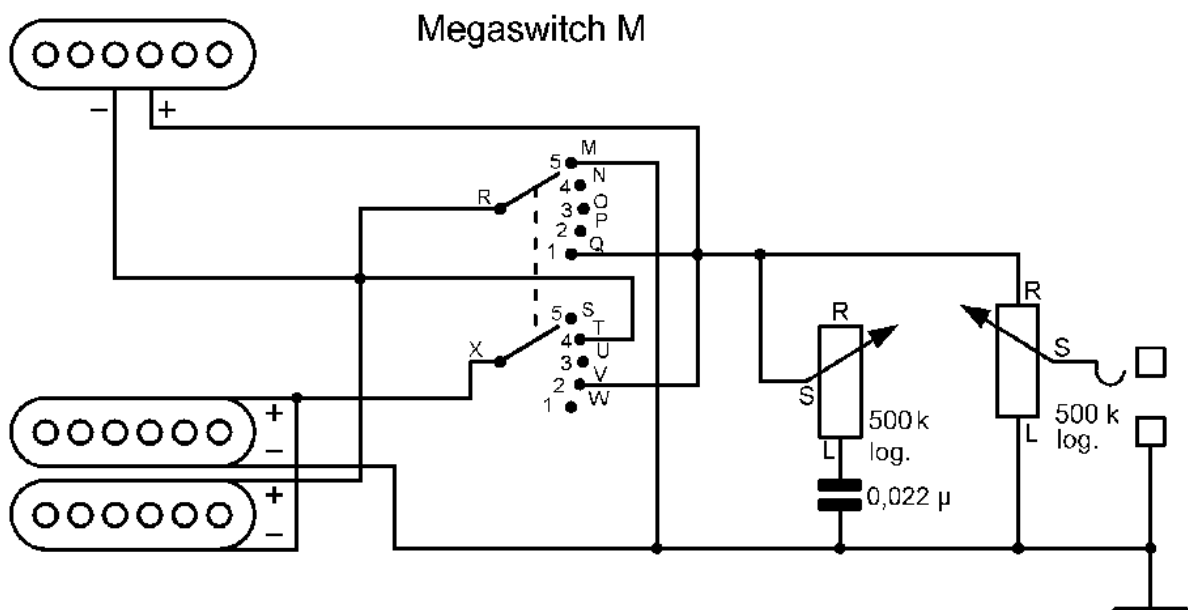 Megaswitch M
− +
5 M
4 N
R
3 O
2 P
1 Q
5 S
4 T
X
3 U
2 V
1 W
+
−
+
−
R
S
500 k
log.
L
0,022 µ
R
S
500 k
log.
L